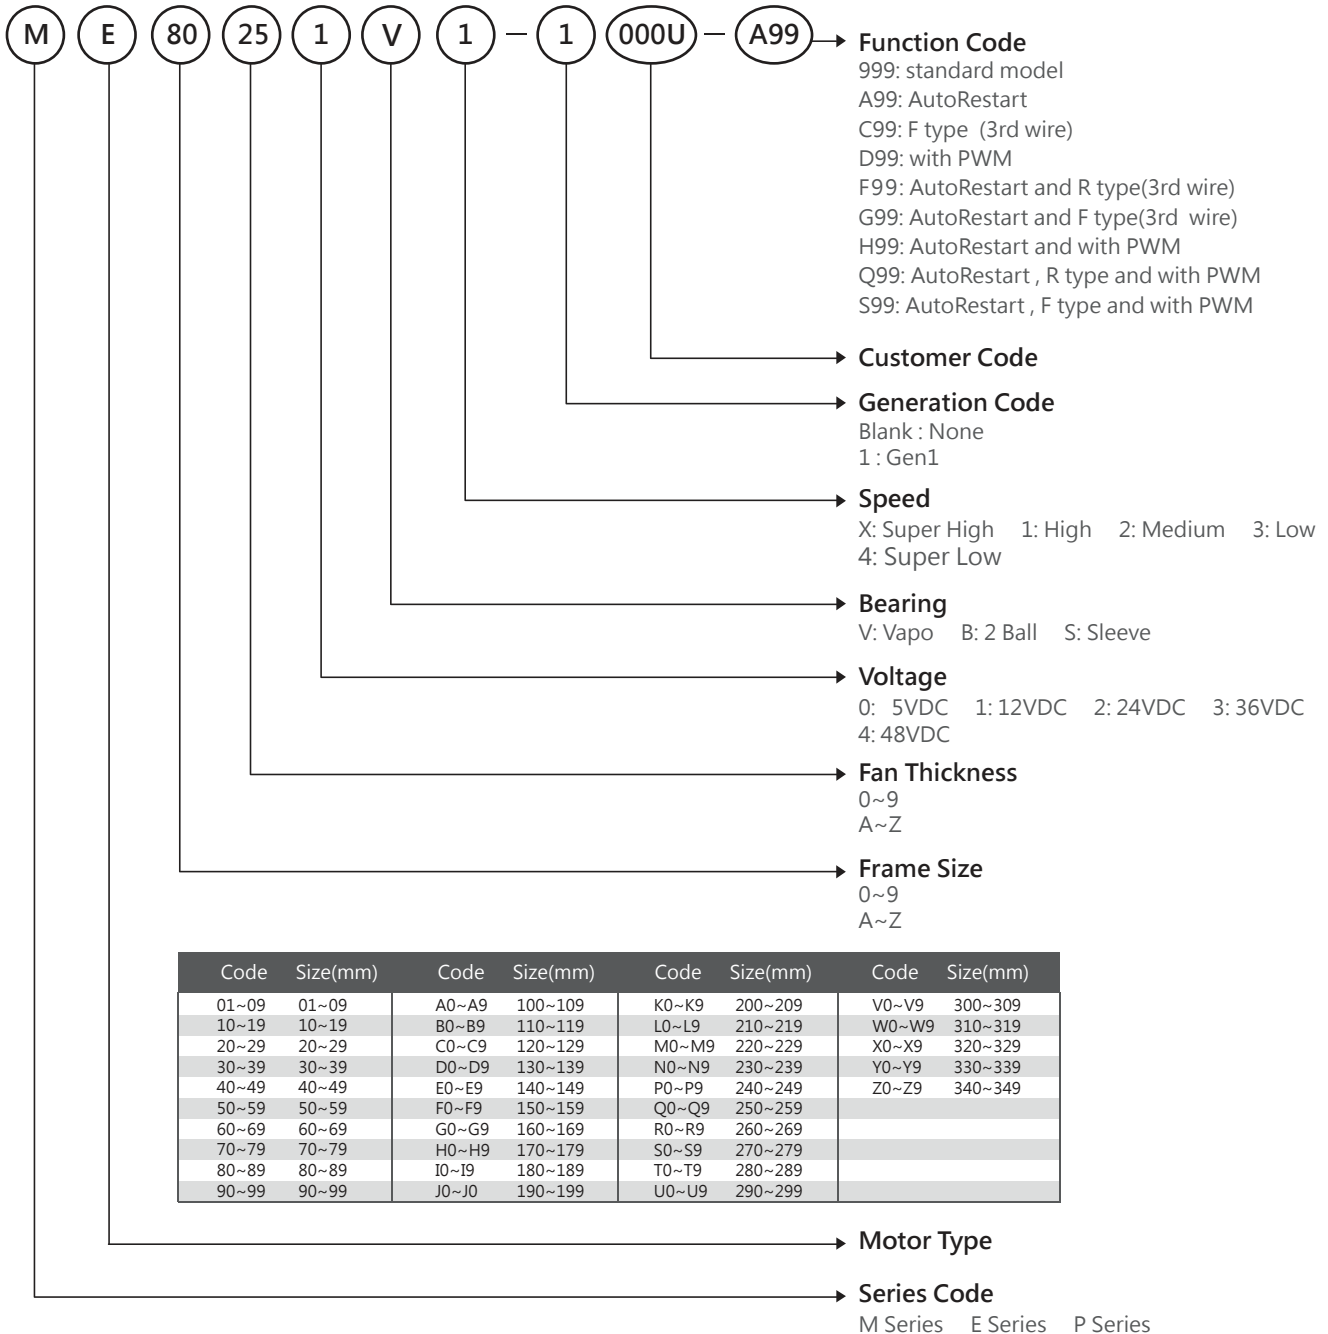 M E 80 25 1 V 1 – 1 000U – A99
Function Code
999: standard model
A99: AutoRestart
C99: F type (3rd wire)
D99: with PWM
F99: AutoRestart and R type(3rd wire)
G99: AutoRestart and F type(3rd wire)
H99: AutoRestart and with PWM
Q99: AutoRestart , R type and with PWM
S99: AutoRestart , F type and with PWM
Customer Code
Generation Code
Blank : None
1 : Gen1
Speed
X: Super High 1: High 2: Medium 3: Low
4: Super Low
Bearing
V: Vapo B: 2 Ball S: Sleeve
Voltage
0: 5VDC 1: 12VDC 2: 24VDC 3: 36VDC
4: 48VDC
Fan Thickness
0~9
A~Z
Frame Size
0~9
A~Z
Code Size(mm) Code Size(mm) Code Size(mm) Code Size(mm)
01~09 01~09 A0~A9 100~109 K0~K9 200~209 V0~V9 300~309
10~19 10~19 B0~B9 110~119 L0~L9 210~219 W0~W9 310~319
20~29 20~29 C0~C9 120~129 M0~M9 220~229 X0~X9 320~329
30~39 30~39 D0~D9 130~139 N0~N9 230~239 Y0~Y9 330~339
40~49 40~49 E0~E9 140~149 P0~P9 240~249 Z0~Z9 340~349
50~59 50~59 F0~F9 150~159 Q0~Q9 250~259
60~69 60~69 G0~G9 160~169 R0~R9 260~269
70~79 70~79 H0~H9 170~179 S0~S9 270~279
80~89 80~89 I0~I9 180~189 T0~T9 280~289
90~99 90~99 J0~J0 190~199 U0~U9 290~299
Motor Type
Series Code
M Series E Series P Series